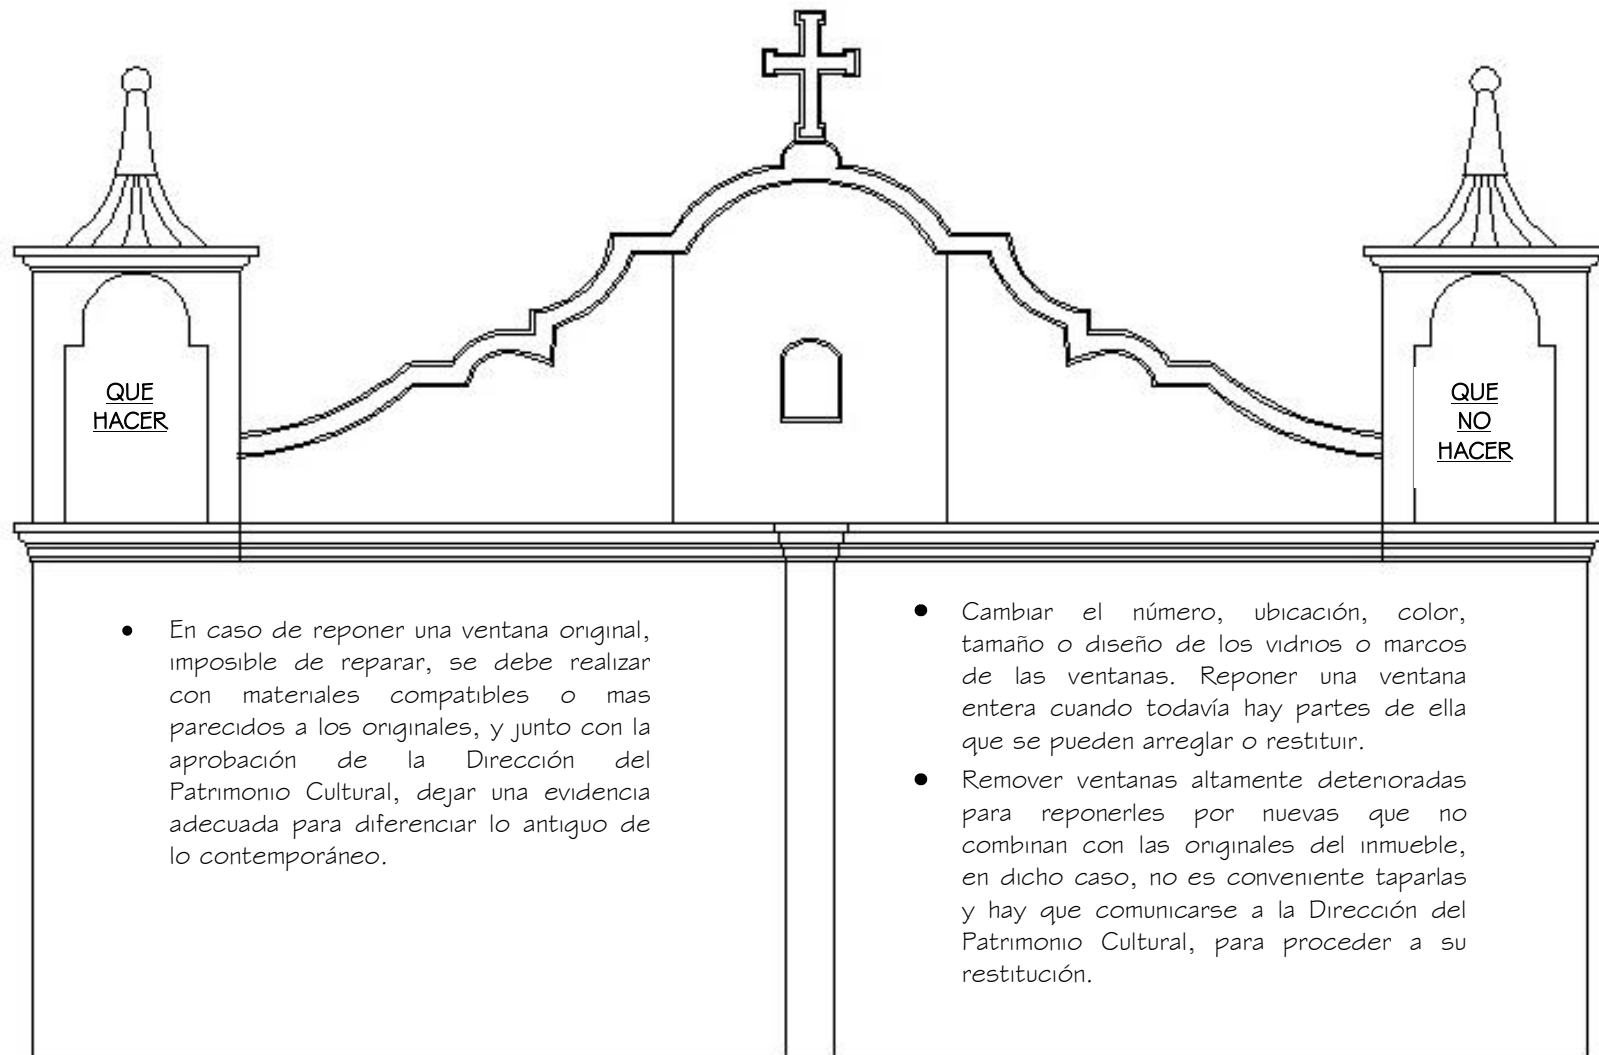 QUE
HACER
QUE
NO
HACER
• En caso de reponer una ventana original,
imposible de reparar, se debe realizar
con materiales compatibles o mas
parecidos a los originales, y junto con la
aprobación de la Dirección del
Patrimonio Cultural, dejar una evidencia
adecuada para diferenciar lo antiguo de
lo contemporáneo.
• Cambiar el número, ubicación, color,
tamaño o diseño de los vidrios o marcos
de las ventanas. Reponer una ventana
entera cuando todavía hay partes de ella
que se pueden arreglar o restituir.
• Remover ventanas altamente deterioradas
para reponerles por nuevas que no
combinan con las originales del inmueble,
en dicho caso, no es conveniente taparlas
y hay que comunicarse a la Dirección del
Patrimonio Cultural, para proceder a su
restitución.